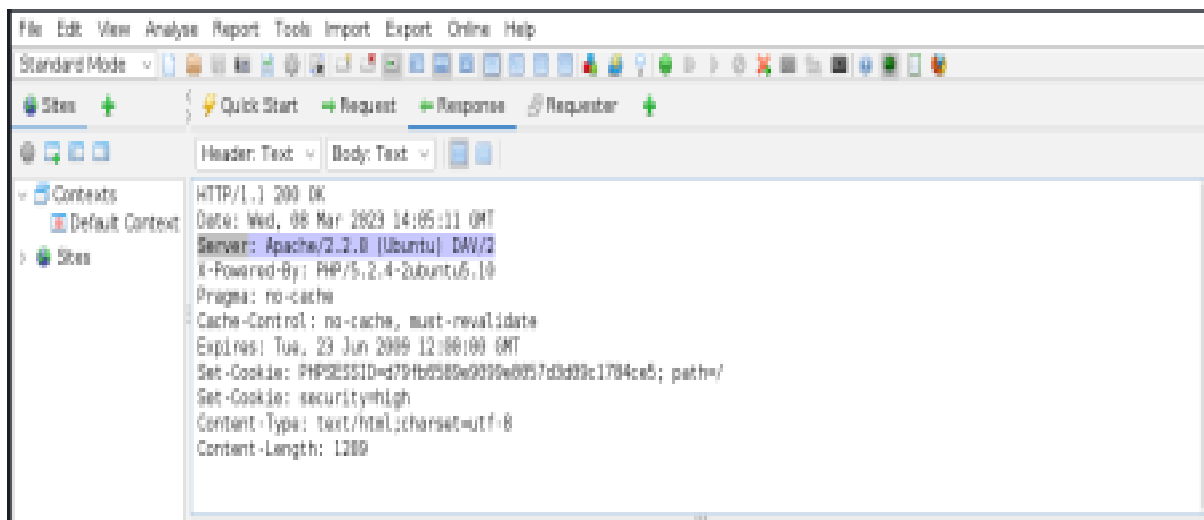 File Edit View Analyse Report Tools Import Export Online Help
Standard Mode
Sites Quick Start Request Response Requester
Header: Text Body: Text
Contexts
Default Context
Sites
HTTP/1.1 200 OK
Date: Wed, 08 Mar 2023 14:05:11 GMT
Server: Apache/2.2.8 (Ubuntu) DAV/2
X-Powered-By: PHP/5.2.4-2ubuntu5.10
Pragma: no-cache
Cache-Control: no-cache, must-revalidate
Expires: Tue, 23 Jun 2009 12:00:00 GMT
Set-Cookie: path=/
Set-Cookie: security=high
Content-Type: text/html;charset=utf-8
Content-Length: 1289